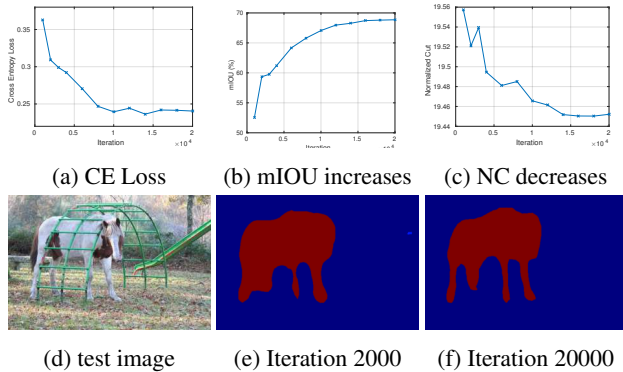 0.35
0.3
0.25
Cross Entropy Loss
0 0.5 1 1.5 2
Iteration ×10⁴
65
60
55
50
mIOU (%)
0 0.5 1 1.5 2
Iteration ×10⁴
19.56
19.54
19.52
19.5
19.48
19.46
19.44
Normalized Cut
0 0.5 1 1.5 2
Iteration ×10⁴
(a) CE Loss (b) mIOU increases (c) NC decreases
(d) test image (e) Iteration 2000 (f) Iteration 20000